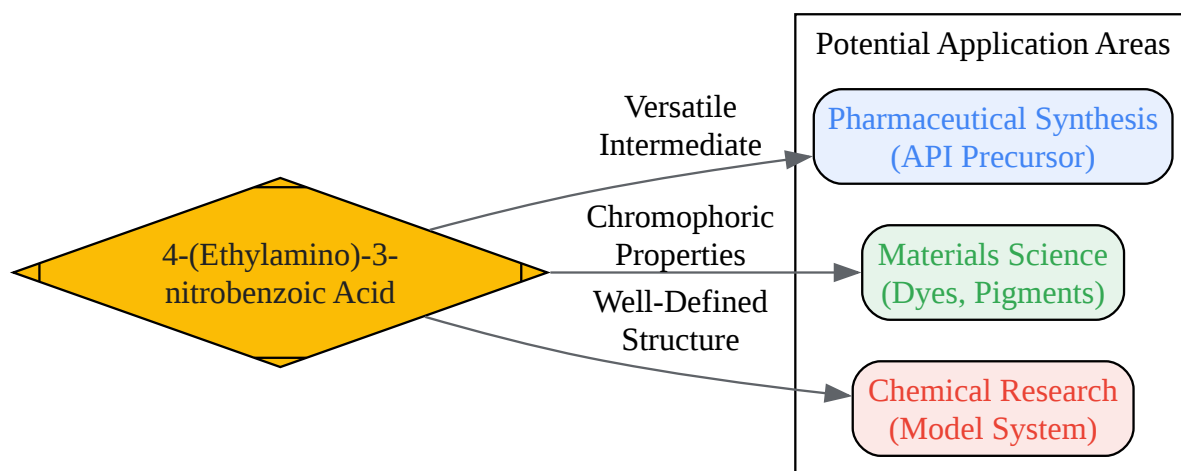 Potential Application Areas
Versatile
Intermediate
Pharmaceutical Synthesis
(API Precursor)
4-(Ethylamino)-3-
nitrobenzoic Acid
Chromophoric
Properties
Materials Science
(Dyes, Pigments)
Well-Defined
Structure
Chemical Research
(Model System)